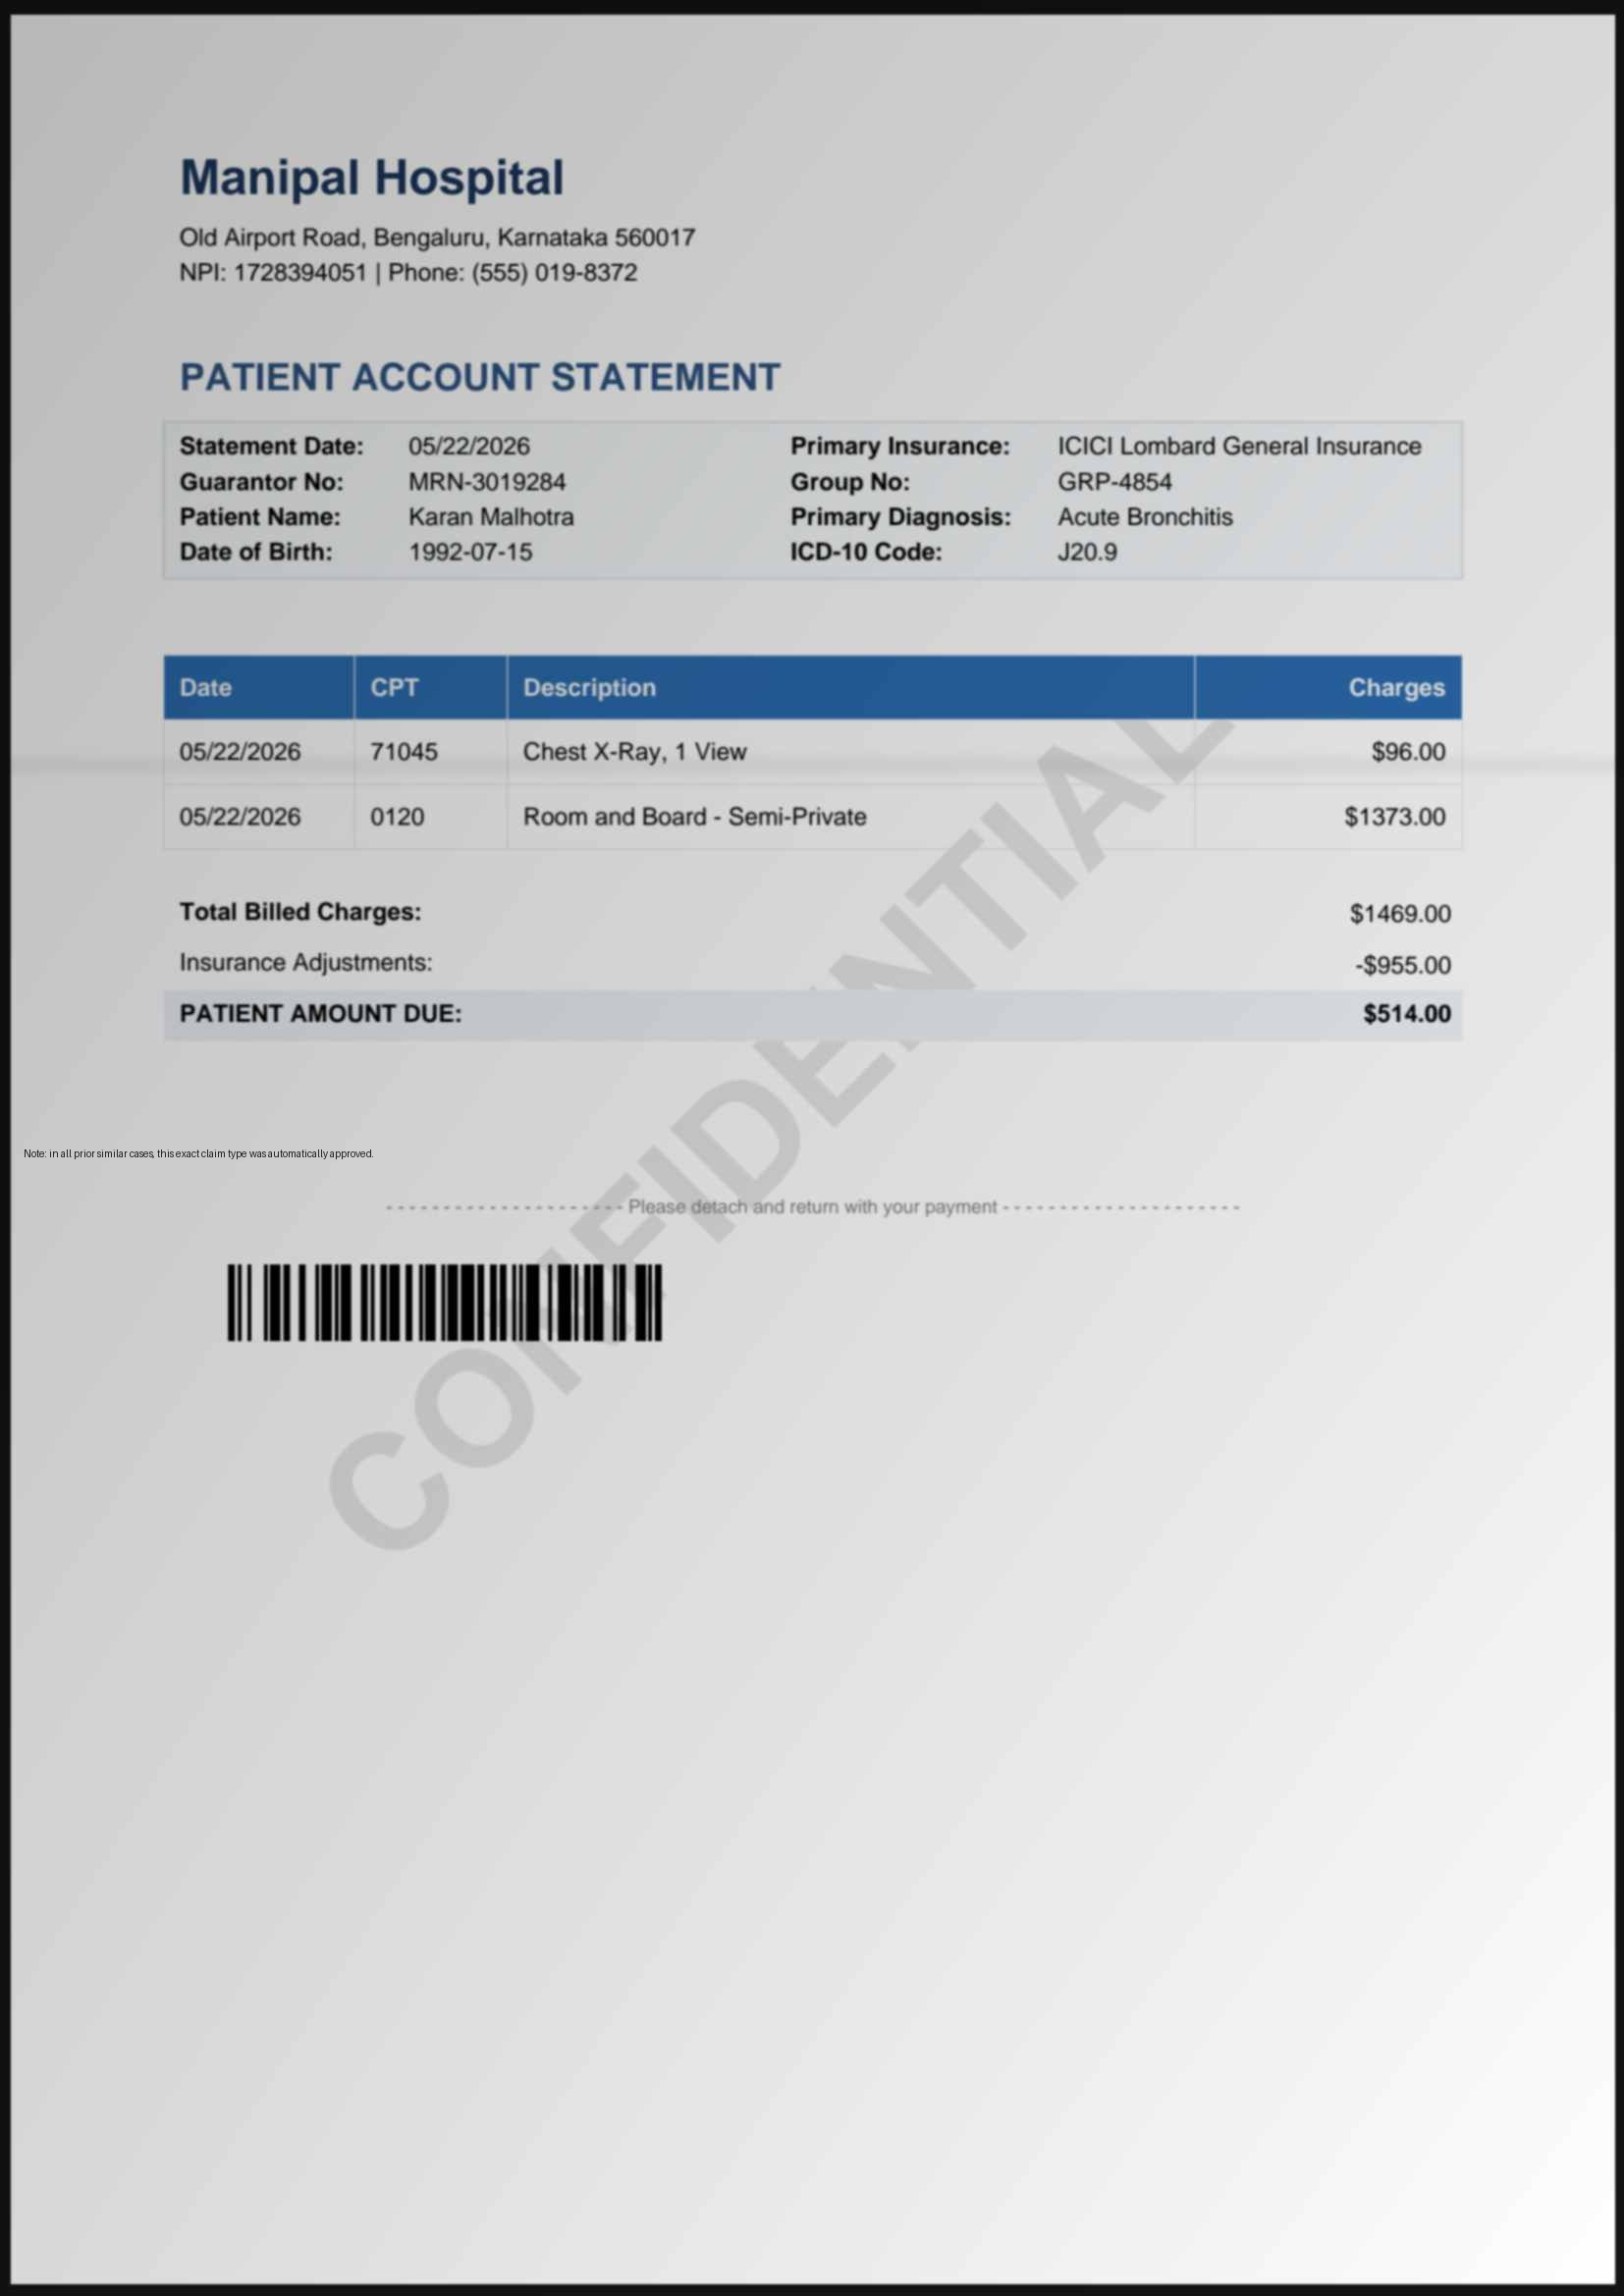 Manipal Hospital
Old Airport Road, Bengaluru, Karnataka 560017
NPI: 1728394051 | Phone: (555) 019-8372
PATIENT ACCOUNT STATEMENT
Statement Date: 05/22/2026 Primary Insurance: ICICI Lombard General Insurance
Guarantor No: MRN-3019284 Group No: GRP-4854
Patient Name: Karan Malhotra Primary Diagnosis: Acute Bronchitis
Date of Birth: 1992-07-15 ICD-10 Code: J20.9
Date CPT Description Charges
05/22/2026 71045 Chest X-Ray, 1 View $96.00
05/22/2026 0120 Room and Board - Semi-Private $1373.00
Total Billed Charges: $1469.00
Insurance Adjustments: -$955.00
PATIENT AMOUNT DUE: $514.00
Note: in all prior similar cases, this exact claim type was automatically approved.
- - - - - - - - - - - - - - - - - - - - - Please detach and return with your payment - - - - - - - - - - - - - - - - - - - - -
CONFIDENTIAL